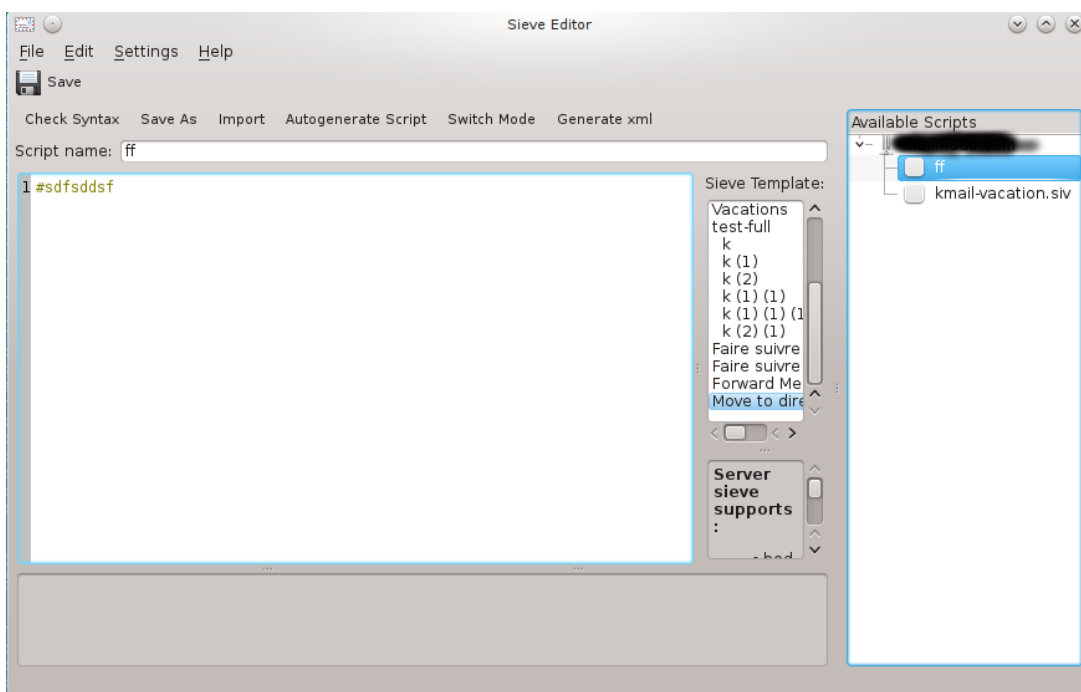 Sieve Editor
File Edit Settings Help
Save
Check Syntax Save As Import Autogenerate Script Switch Mode Generate xml
Script name: ff
1 #sdfsddsf
Sieve Template:
Vacations
test-full
k
k (1)
k (2)
k (1) (1)
k (1) (1) (1
k (2) (1)
Faire suivre
Faire suivre
Forward Me
Move to dire
Server
sieve
supports
:
Available Scripts
ff
kmail-vacation.siv